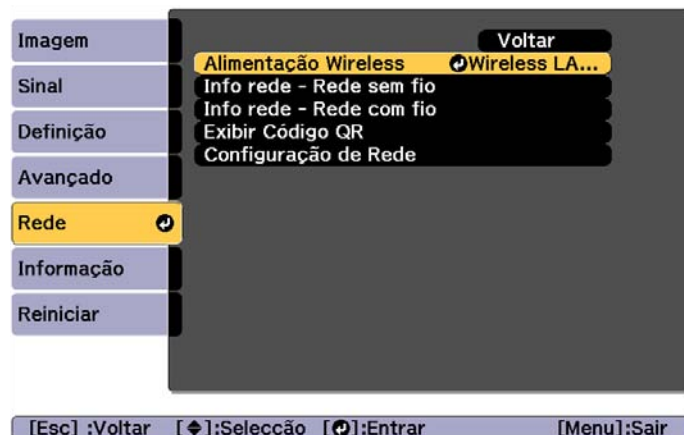 Imagem
Sinal
Definição
Avançado
Rede
Informação
Reiniciar
Voltar
Alimentação Wireless Wireless LA...
Info rede - Rede sem fio
Info rede - Rede com fio
Exibir Código QR
Configuração de Rede
[Esc] :Voltar [ ]:Selecção [ ]:Entrar [Menu]:Sair